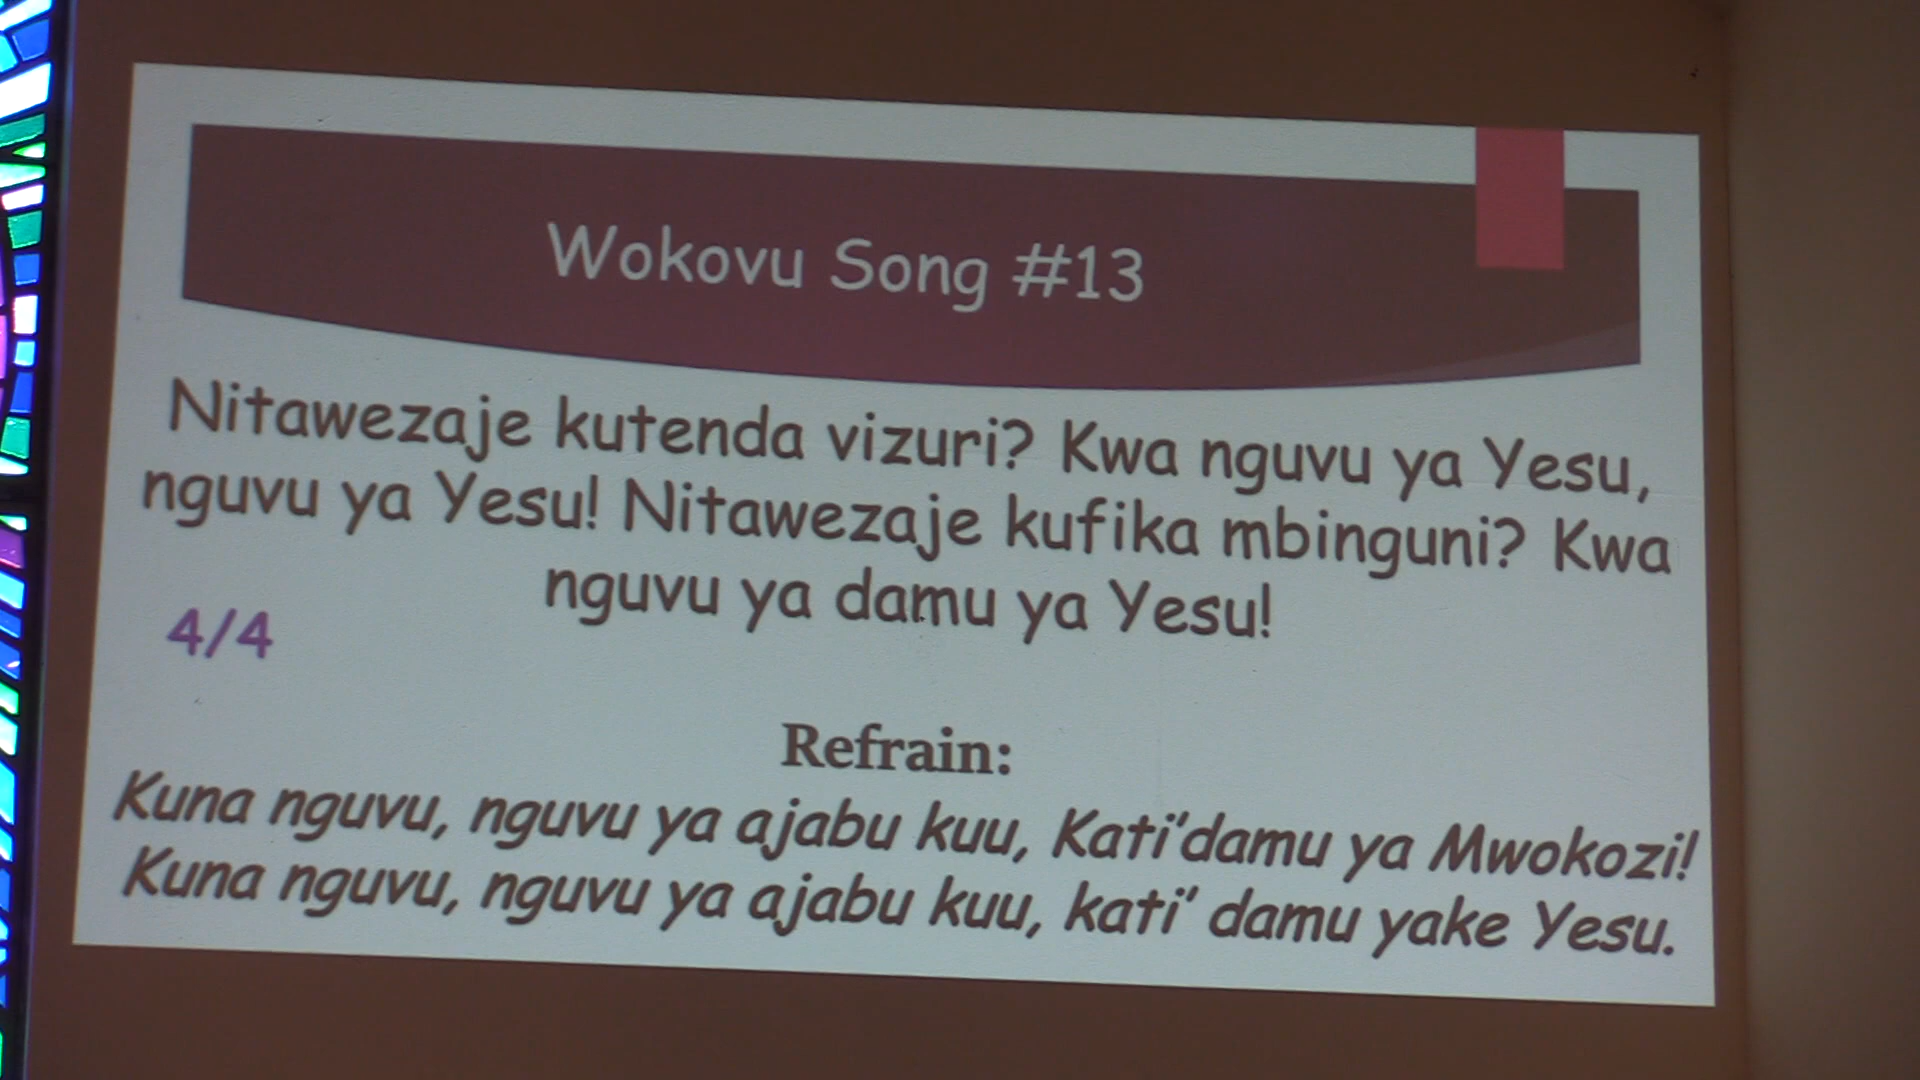 Wokovu Song #13
Nitawezaje kutenda vizuri? Kwa nguvu ya Yesu,
nguvu ya Yesu! Nitawezaje kufika mbinguni? Kwa
nguvu ya damu ya Yesu!
4/4
Refrain:
Kuna nguvu, nguvu ya ajabu kuu, Kati’damu ya Mwokozi!
Kuna nguvu, nguvu ya ajabu kuu, kati’ damu yake Yesu.